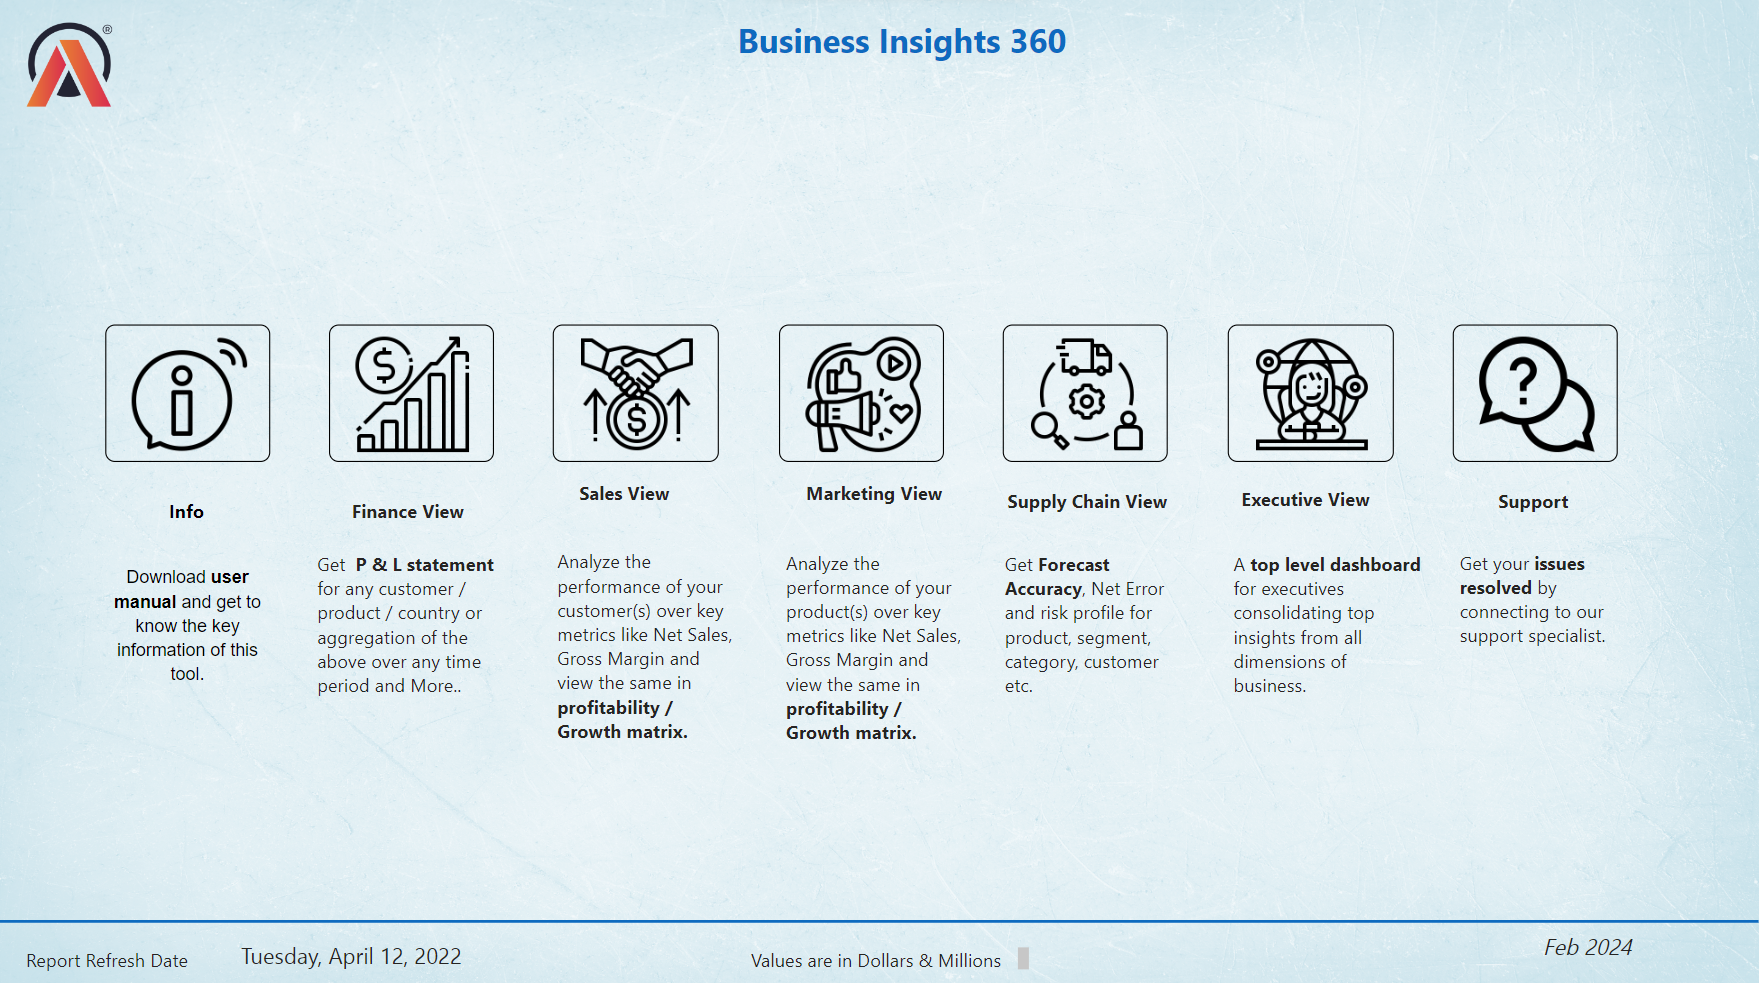 ®
Business Insights 360
Info
Download user
manual and get to
know the key
information of this
tool.
Finance View
Get P & L statement
for any customer /
product / country or
aggregation of the
above over any time
period and More..
Sales View
Analyze the
performance of your
customer(s) over key
metrics like Net Sales,
Gross Margin and
view the same in
profitability /
Growth matrix.
Marketing View
Analyze the
performance of your
product(s) over key
metrics like Net Sales,
Gross Margin and
view the same in
profitability /
Growth matrix.
Supply Chain View
Get Forecast
Accuracy, Net Error
and risk profile for
product, segment,
category, customer
etc.
Executive View
A top level dashboard
for executives
consolidating top
insights from all
dimensions of
business.
Support
Get your issues
resolved by
connecting to our
support specialist.
Report Refresh Date
Tuesday, April 12, 2022
Values are in Dollars & Millions
Feb 2024